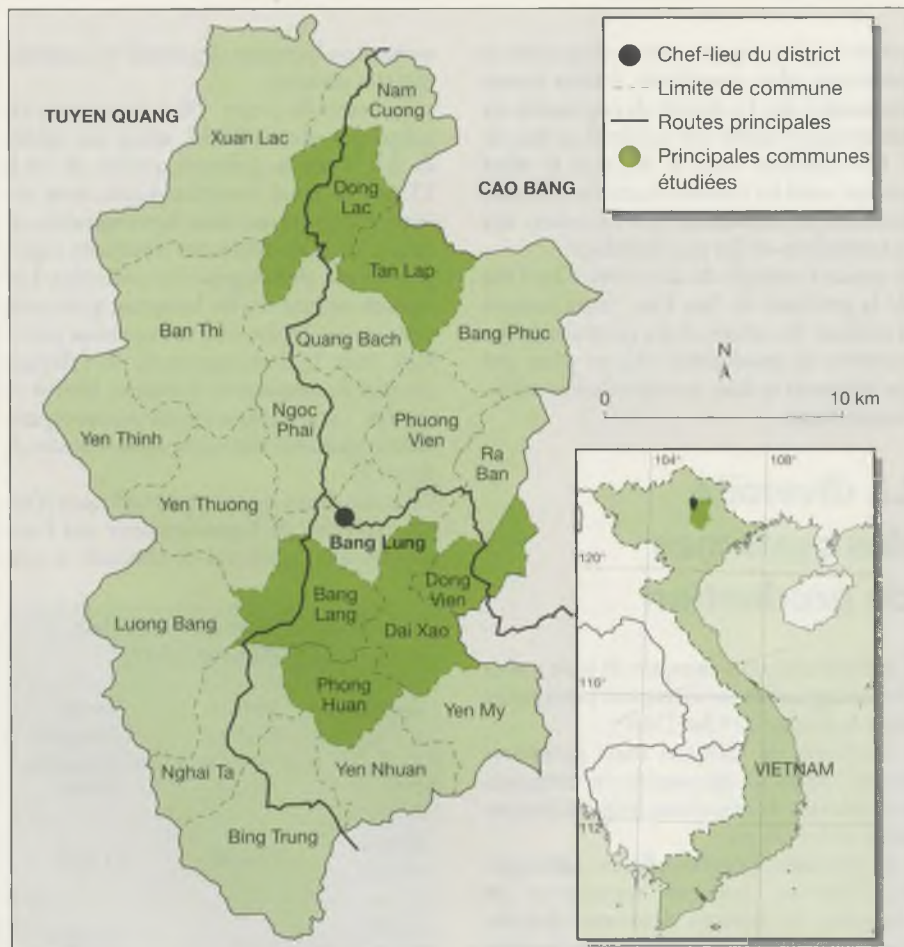 Chef-lieu du district
Limite de commune
Routes principales
Principales communes
étudiées
TUYEN QUANG
CAO BANG
Nam
Cuong
Xuan Lac
Dong
Lac
Tan Lap
Ban Thi
Quang Bach
Bang Phuc
Ngoc
Phai
Phuong
Vien
Yen Thinh
Ra
Ban
Yen Thuong
Bang Lung
Bang
Lang
Dong
Vien
Luong Bang
Dai Xao
Phong
Huan
Yen My
Nghai Ta
Yen Nhuan
Bing Trung
N
0 10 km
104° 108°
120°
110°
112°
VIETNAM